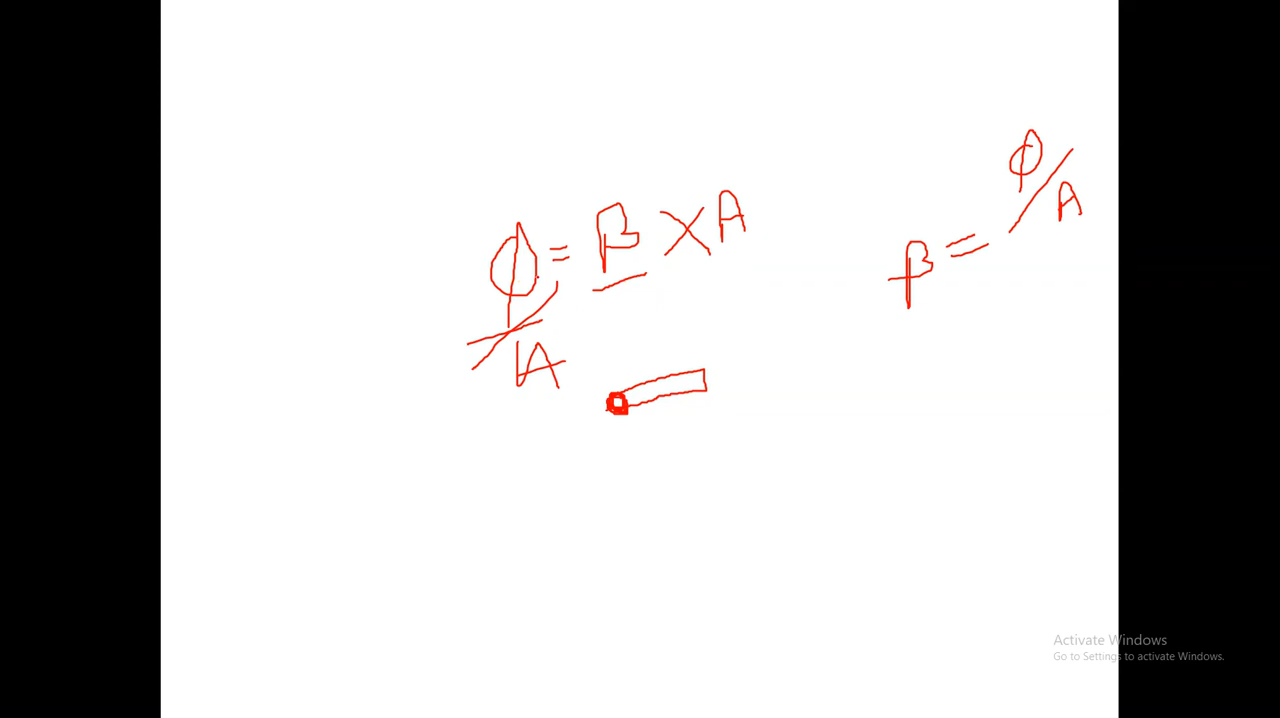 ϕ = β × A
/A
β = ϕ/A
Activate Windows
Go to Settings to activate Windows.